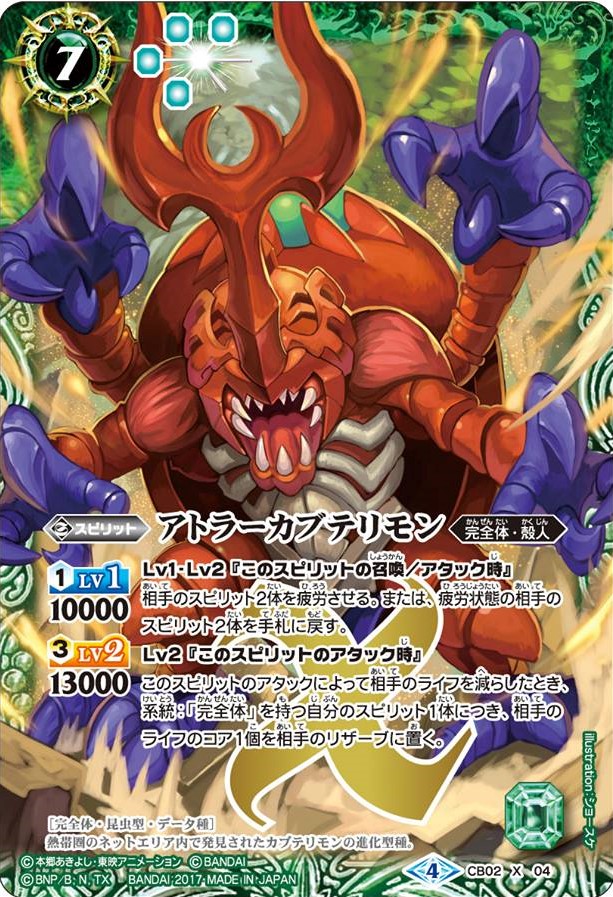 7
スピリット アトラーカブテリモン 完全体・殻人
1 LV1 10000
Lv1・Lv2『このスピリットの召喚／アタック時』
相手のスピリット2体を疲労させる。または、疲労状態の相手の
スピリット2体を手札に戻す。
3 LV2 13000
Lv2『このスピリットのアタック時』
このスピリットのアタックによって相手のライフを減らしたとき、
系統：「完全体」を持つ自分のスピリット1体につき、相手の
ライフのコア1個を相手のリザーブに置く。
X
illustration：ショースケ
［完全体・昆虫型・データ種］
熱帯圏のネットエリア内で発見されたカブテリモンの進化型種。
©本郷あきよし・東映アニメーション ©BANDAI
©BNP/B, N, TX BANDAI 2017 MADE IN JAPAN
4 CB02 X 04